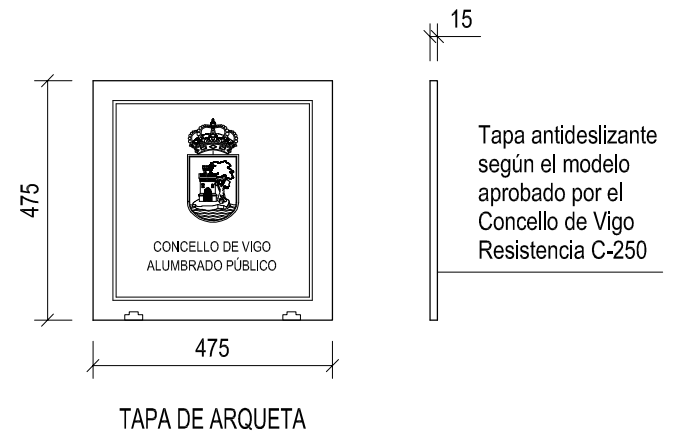 15
475
Tapa antideslizante
según el modelo
aprobado por el
Concello de Vigo
Resistencia C-250
CONCELLO DE VIGO
ALUMBRADO PÚBLICO
475
TAPA DE ARQUETA